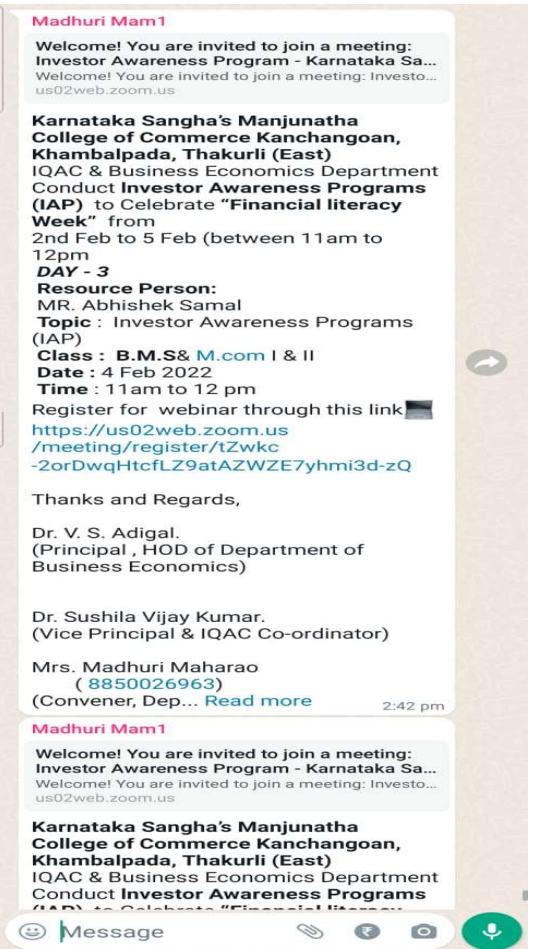 Madhuri Mam1
Welcome! You are invited to join a meeting:
Investor Awareness Program - Karnataka Sa...
Welcome! You are invited to join a meeting: Investo...
us02web.zoom.us
Karnataka Sangha's Manjunatha
College of Commerce Kanchangoan,
Khambalpada, Thakurli (East)
IQAC & Business Economics Department
Conduct Investor Awareness Programs
(IAP) to Celebrate “Financial literacy
Week” from
2nd Feb to 5 Feb (between 11am to
12pm
DAY - 3
Resource Person:
MR. Abhishek Samal
Topic : Investor Awareness Programs
(IAP)
Class : B.M.S& M.com I & II
Date : 4 Feb 2022
Time : 11am to 12 pm
Register for webinar through this link
https://us02web.zoom.us
/meeting/register/tZwkc
-2orDwqHtcfLZ9atAZWZE7yhmi3d-zQ
Thanks and Regards,
Dr. V. S. Adigal.
(Principal , HOD of Department of
Business Economics)
Dr. Sushila Vijay Kumar.
(Vice Principal & IQAC Co-ordinator)
Mrs. Madhuri Maharao
( 8850026963)
(Convener, Dep... Read more
2:42 pm
Madhuri Mam1
Welcome! You are invited to join a meeting:
Investor Awareness Program - Karnataka Sa...
Welcome! You are invited to join a meeting: Investo...
us02web.zoom.us
Karnataka Sangha's Manjunatha
College of Commerce Kanchangoan,
Khambalpada, Thakurli (East)
IQAC & Business Economics Department
Conduct Investor Awareness Programs
(IAP) to Celebrate “Financial literacy
Message